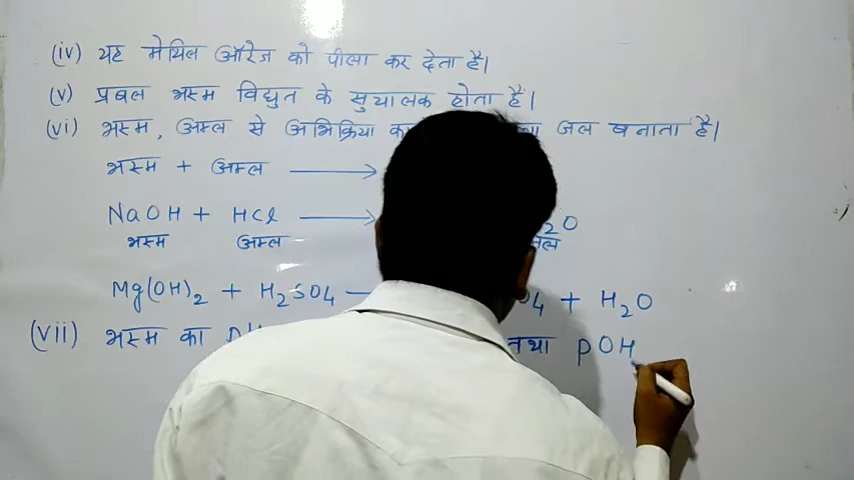 (iv) यह मेथिल ऑरेंज को पीला कर देता है।
(v) प्रबल भस्म विद्युत के सुचालक होता है।
(vi) भस्म, अम्ल से अभिक्रिया जल बनाता है।
भस्म + अम्ल ⟶
NaOH + HCl ⟶ ₂O
भस्म अम्ल जल
Mg(OH)₂ + H₂SO₄ — O₄ + H₂O
(vii) भस्म का तथा pOH